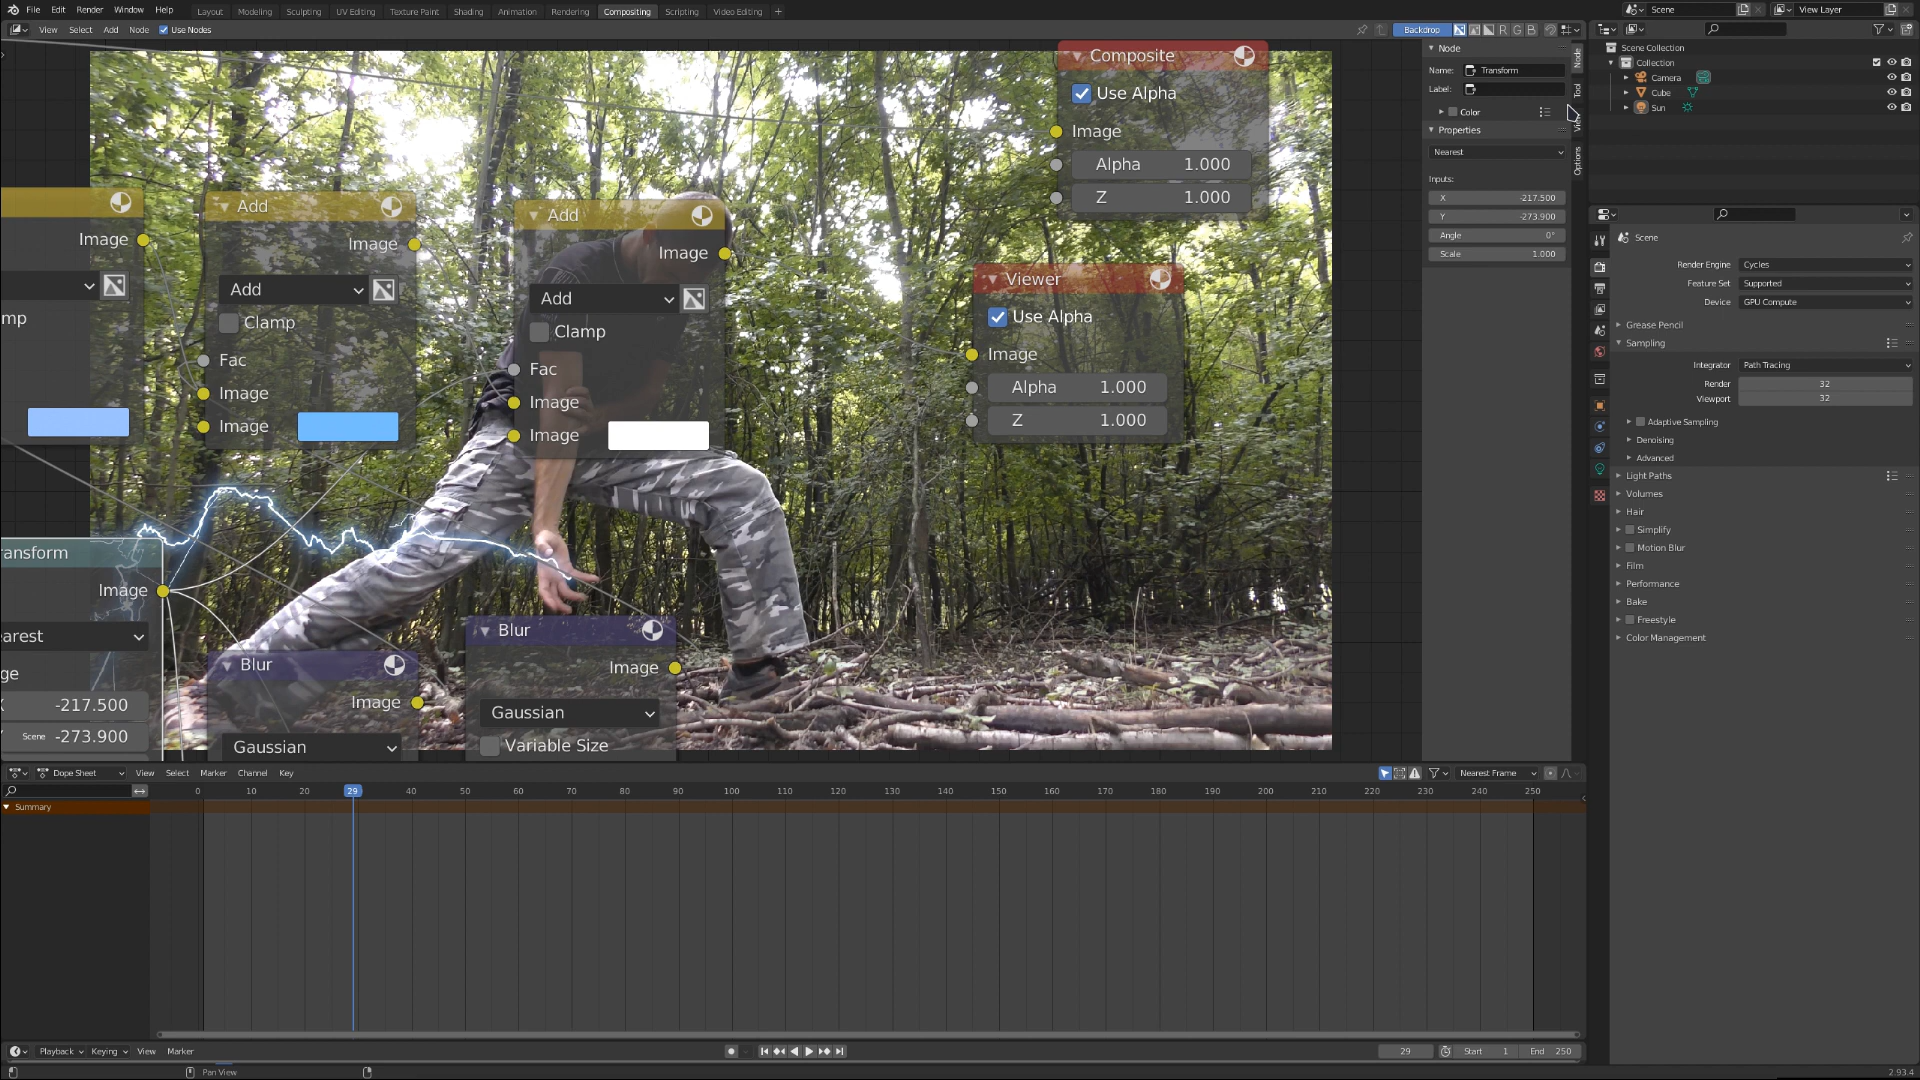 File Edit Render Window Help
Layout Modeling Sculpting UV Editing Texture Paint Shading Animation Rendering Compositing Scripting Video Editing +
Scene
View Layer
View Select Add Node Use Nodes
Backdrop
R G B
Image
mp
Add
Image
Add
Clamp
Fac
Image
Image
Add
Image
Add
Clamp
Fac
Image
Image
Composite
Use Alpha
Image
Alpha 1.000
Z 1.000
Viewer
Use Alpha
Image
Alpha 1.000
Z 1.000
ransform
Image
earest
ge
-217.500
-273.900
Scene
Blur
Image
Gaussian
Blur
Image
Gaussian
Variable Size
Node
Name: Transform
Label:
Color
Properties
Nearest
Inputs:
X -217.500
Y -273.900
Angle 0°
Scale 1.000
Node
Tool
View
Options
Scene Collection
Collection
Camera
Cube
Sun
Scene
Render Engine Cycles
Feature Set Supported
Device GPU Compute
Grease Pencil
Sampling
Integrator Path Tracing
Render 32
Viewport 32
Adaptive Sampling
Denoising
Advanced
Light Paths
Volumes
Hair
Simplify
Motion Blur
Film
Performance
Bake
Freestyle
Color Management
Dope Sheet View Select Marker Channel Key
Nearest Frame
0 10 20 29 40 50 60 70 80 90 100 110 120 130 140 150 160 170 180 190 200 210 220 230 240 250
Summary
Playback Keying View Marker
29 Start 1 End 250
Pan View
2.93.4